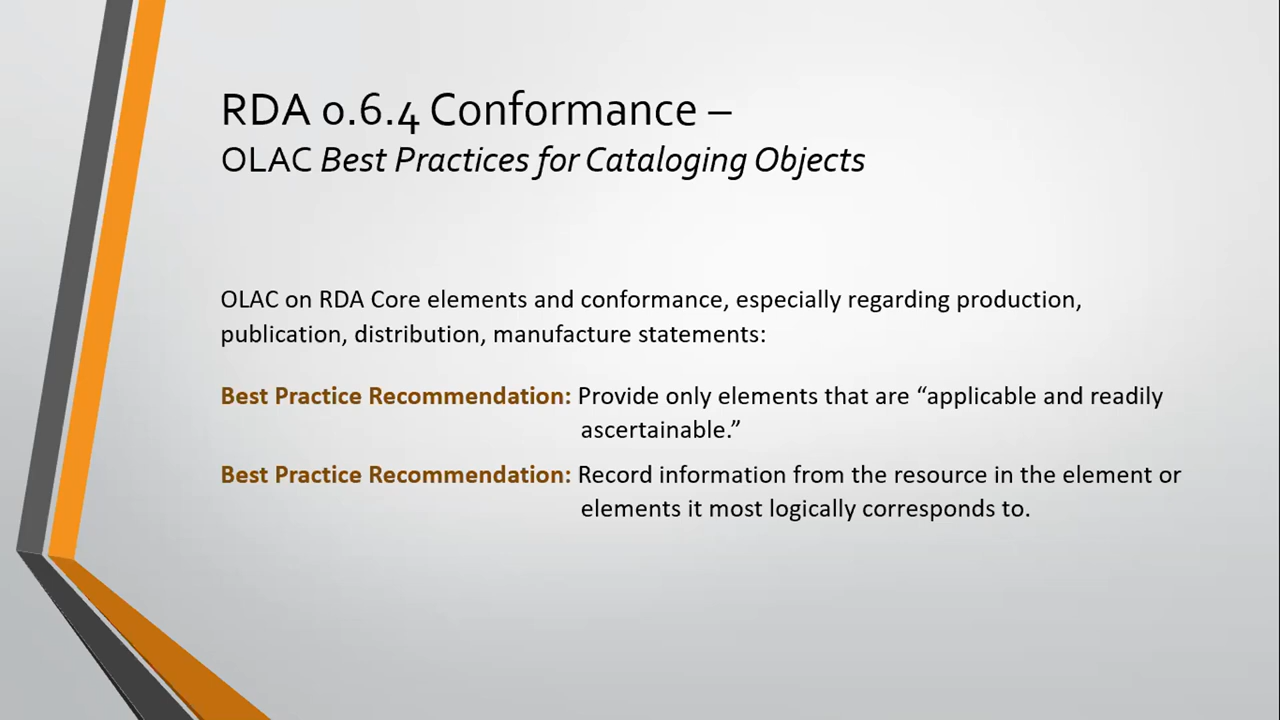 RDA 0.6.4 Conformance –
OLAC Best Practices for Cataloging Objects
OLAC on RDA Core elements and conformance, especially regarding production,
publication, distribution, manufacture statements:
Best Practice Recommendation: Provide only elements that are “applicable and readily
ascertainable.”
Best Practice Recommendation: Record information from the resource in the element or
elements it most logically corresponds to.